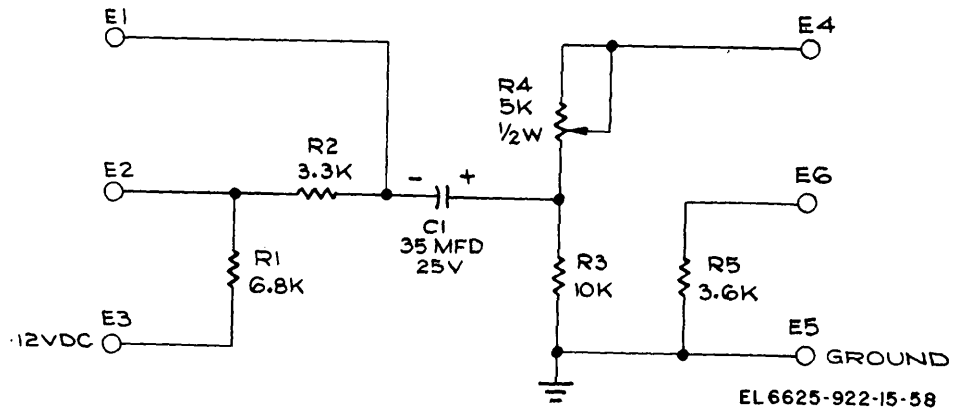 E1
E4
R4
5K
1/2W
R2
3.3K
E2
- +
E6
C1
35 MFD
25V
R1
6.8K
R3
10K
R5
3.6K
E3
-12VDC
E5
GROUND
EL6625-922-15-58